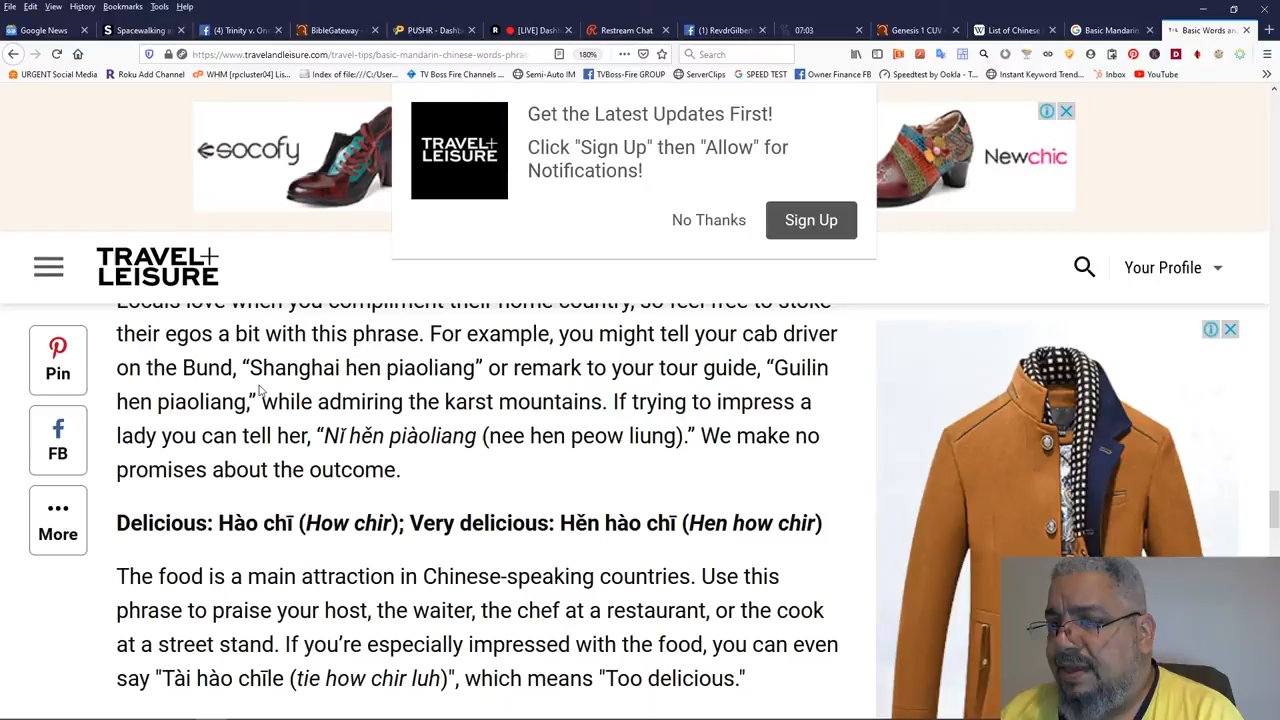 File Edit View History Bookmarks Tools Help
Google News
Spacewalking a
(4) Trinity v. On
BibleGateway -
PUSHR - Dashb
[LIVE] Dash
Restream Chat
(1) RevdrGilbert
07:03
Genesis 1 CUV
List of Chinese
Basic Mandarin
Basic Words an
https://www.travelandleisure.com/travel-tips/basic-mandarin-chinese-words-phras
180%
Search
URGENT Social Media
Roku Add Channel
WHM [rpcluster04] Lis...
Index of file:///C:/User...
TV Boss Fire Channels ...
Semi-Auto IM
TVBoss-Fire GROUP
ServerClips
SPEED TEST
Owner Finance FB
Speedtest by Ookla - T...
Instant Keyword Trend...
Inbox
YouTube
socofy
Newchic
TRAVEL+
LEISURE
Get the Latest Updates First!
Click "Sign Up" then "Allow" for
Notifications!
No Thanks
Sign Up
TRAVEL+
LEISURE
Your Profile
Pin
FB
More
Locals love when you compliment their home country, so feel free to stoke
their egos a bit with this phrase. For example, you might tell your cab driver
on the Bund, “Shanghai hen piaoliang” or remark to your tour guide, “Guilin
hen piaoliang,” while admiring the karst mountains. If trying to impress a
lady you can tell her, “Nǐ hěn piàoliang (nee hen peow liung).” We make no
promises about the outcome.
Delicious: Hào chī (How chir); Very delicious: Hěn hào chī (Hen how chir)
The food is a main attraction in Chinese-speaking countries. Use this
phrase to praise your host, the waiter, the chef at a restaurant, or the cook
at a street stand. If you’re especially impressed with the food, you can even
say "Tài hào chīle (tie how chir luh)", which means "Too delicious."